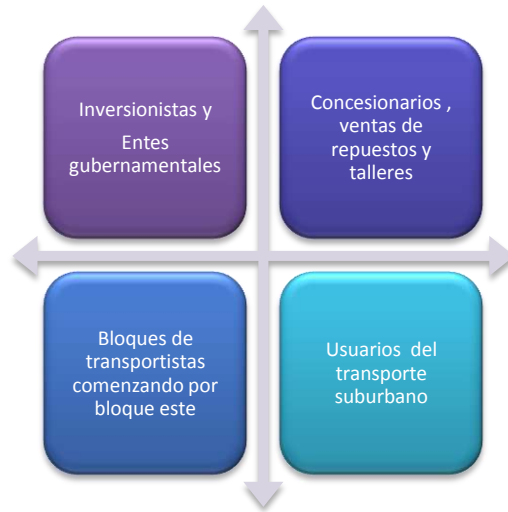 Inversionistas y
Entes
gubernamentales
Concesionarios ,
ventas de
repuestos y
talleres
Bloques de
transportistas
comenzando por
bloque este
Usuarios del
transporte
suburbano